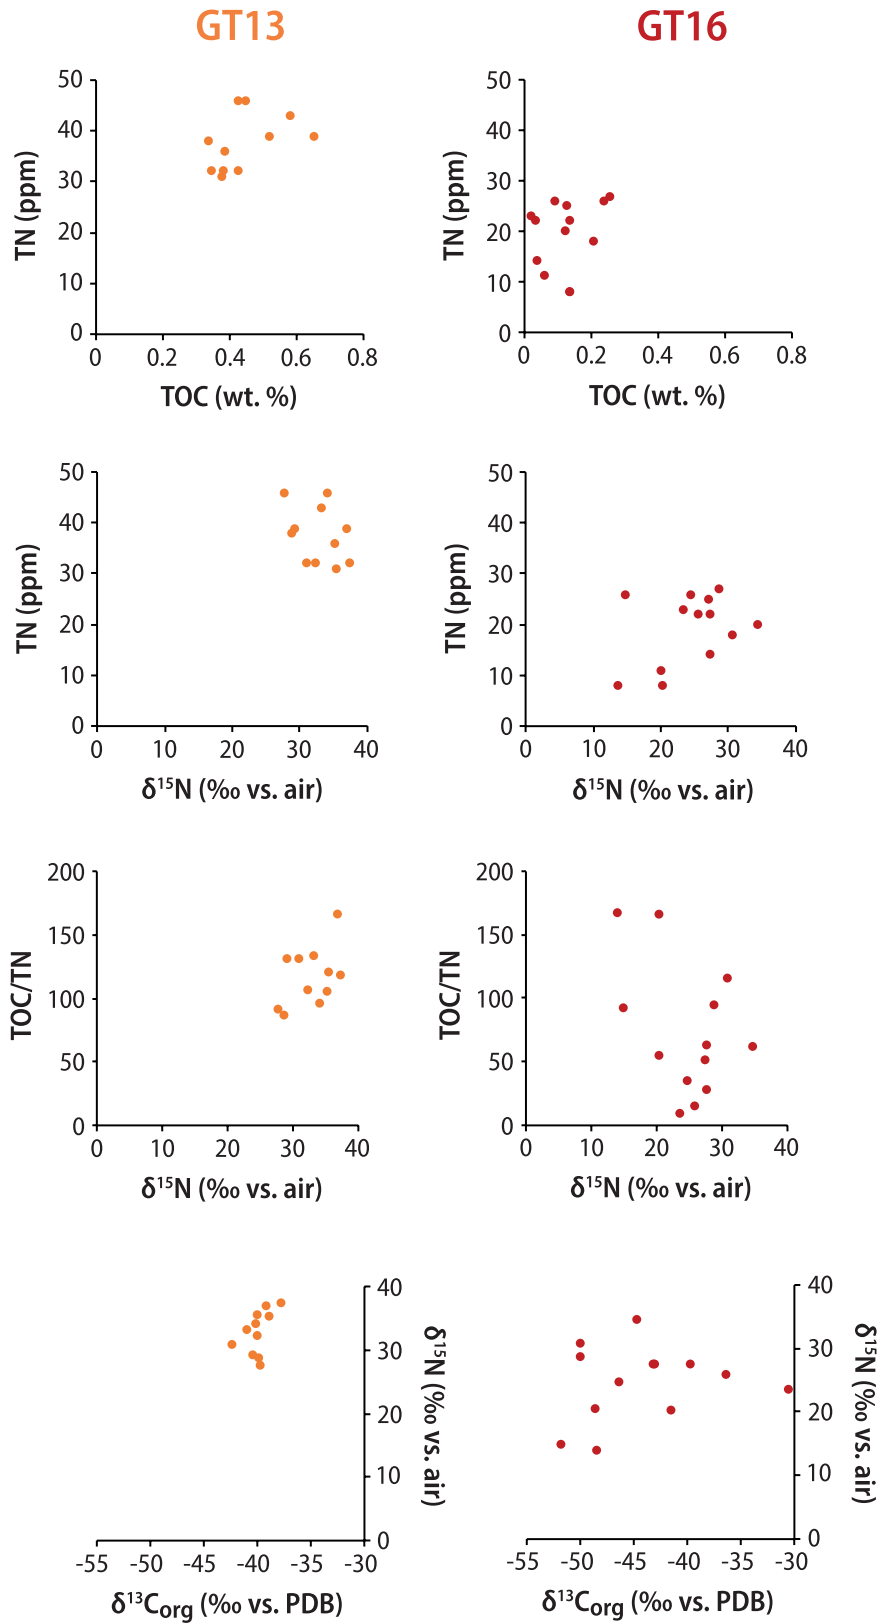 GT13 GT16
50 50
40 40
30 30
20 20
10 10
0 0
TN (ppm) TN (ppm)
0 0.2 0.4 0.6 0.8 0 0.2 0.4 0.6 0.8
TOC (wt. %) TOC (wt. %)
50 50
40 40
30 30
20 20
10 10
0 0
TN (ppm) TN (ppm)
0 10 20 30 40 0 10 20 30 40
δ¹⁵N (‰ vs. air) δ¹⁵N (‰ vs. air)
200 200
150 150
100 100
50 50
0 0
TOC/TN TOC/TN
0 10 20 30 40 0 10 20 30 40
δ¹⁵N (‰ vs. air) δ¹⁵N (‰ vs. air)
40 40
30 30
20 20
10 10
0 0
δ¹⁵N (‰ vs. air) δ¹⁵N (‰ vs. air)
-55 -50 -45 -40 -35 -30 -55 -50 -45 -40 -35 -30
δ¹³Corg (‰ vs. PDB) δ¹³Corg (‰ vs. PDB)